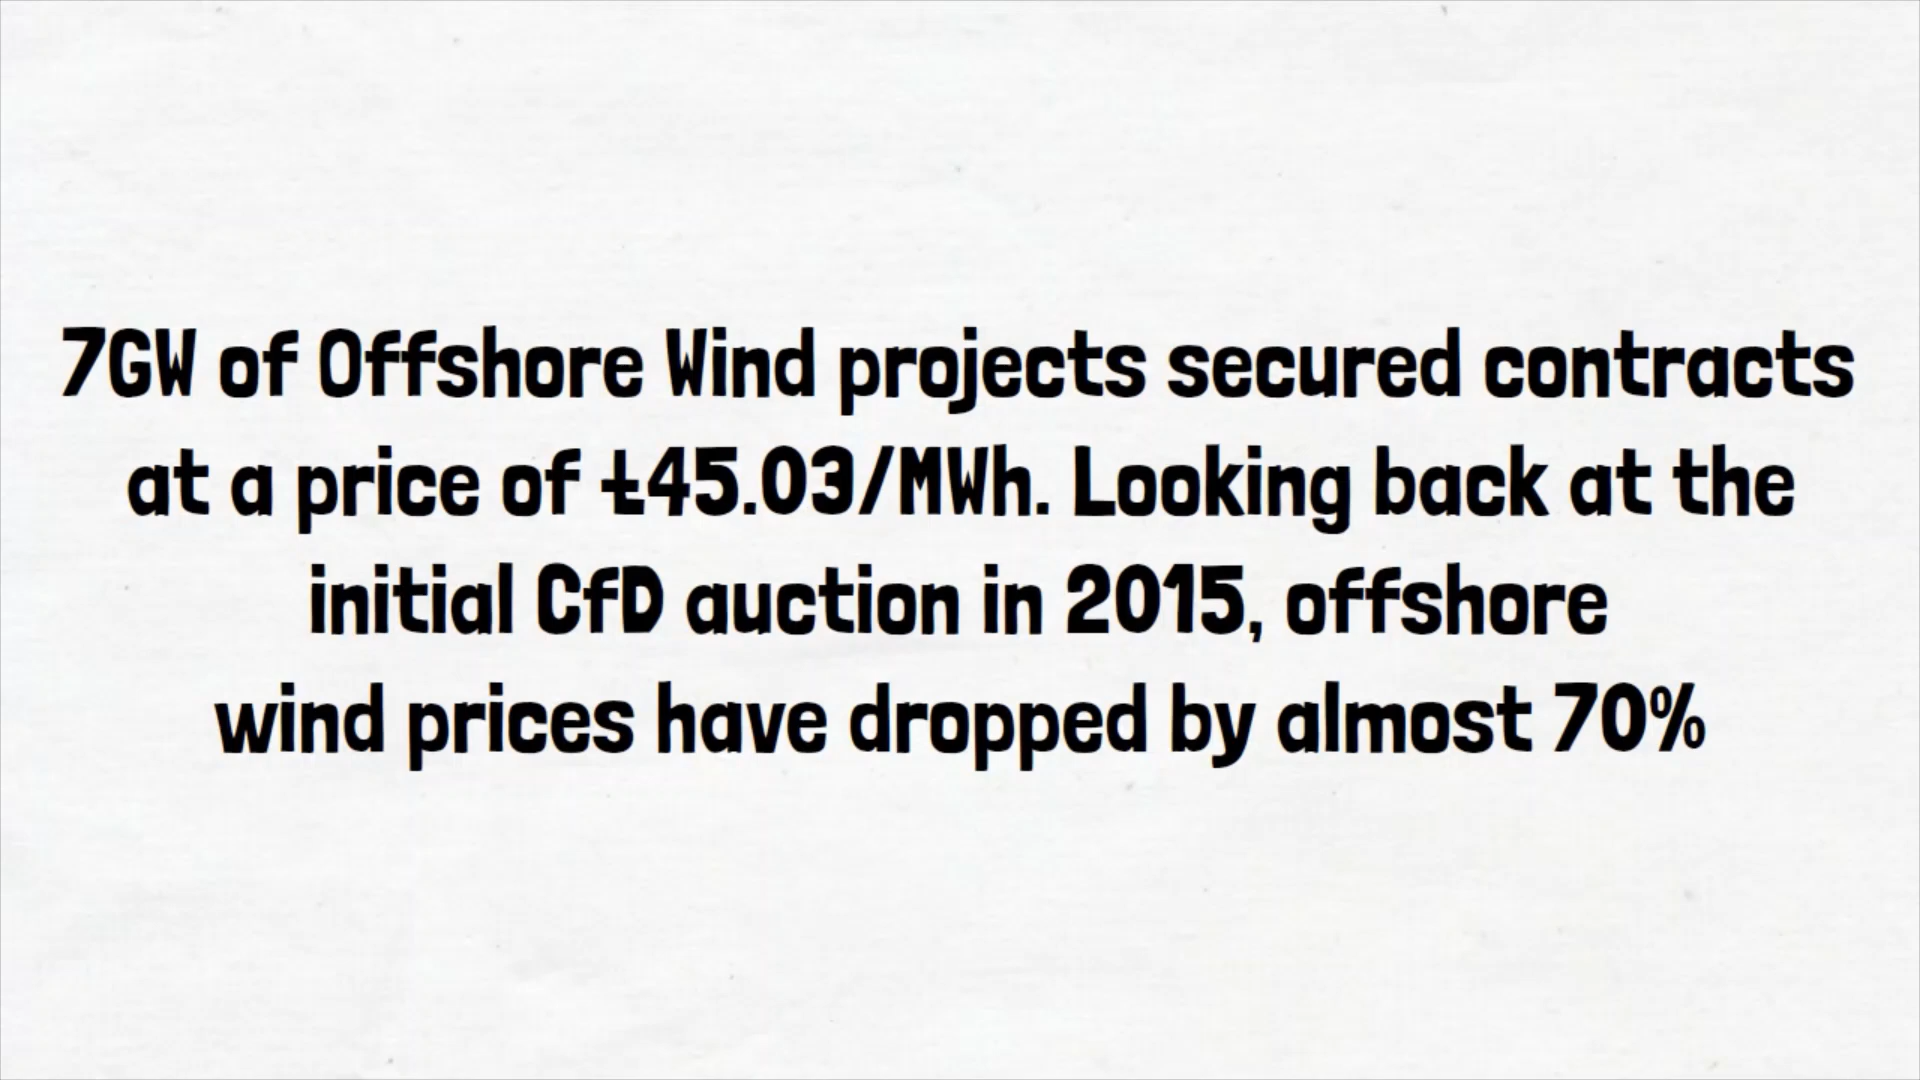 7GW of Offshore Wind projects secured contracts
at a price of £45.03/MWh. Looking back at the
initial CfD auction in 2015, offshore
wind prices have dropped by almost 70%